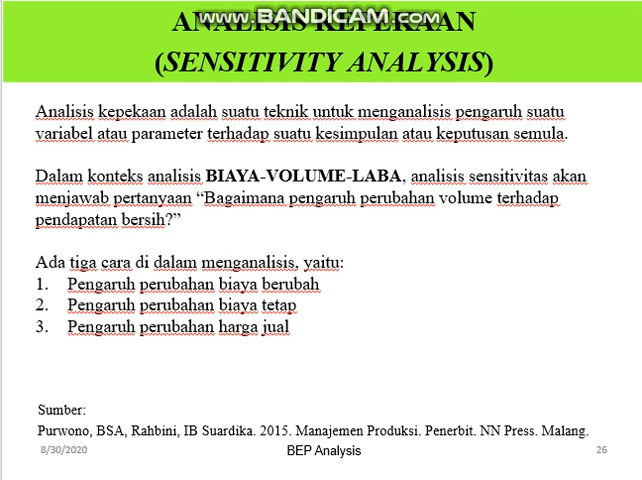 ANALISIS KEPEKAAN
www.BANDICAM.com
(SENSITIVITY ANALYSIS)
Analisis kepekaan adalah suatu teknik untuk menganalisis pengaruh suatu
variabel atau parameter terhadap suatu kesimpulan atau keputusan semula.
Dalam konteks analisis BIAYA-VOLUME-LABA, analisis sensitivitas akan
menjawab pertanyaan “Bagaimana pengaruh perubahan volume terhadap
pendapatan bersih?”
Ada tiga cara di dalam menganalisis, yaitu:
1. Pengaruh perubahan biaya berubah
2. Pengaruh perubahan biaya tetap
3. Pengaruh perubahan harga jual
Sumber:
Purwono, BSA, Rahbini, IB Suardika. 2015. Manajemen Produksi. Penerbit. NN Press. Malang.
8/30/2020
BEP Analysis
26